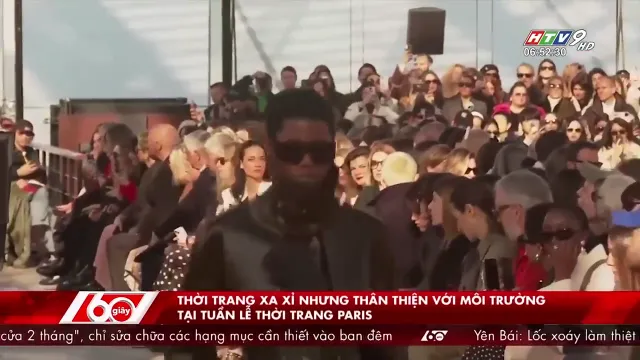 HTV9 HD
06:52:30
60 giây
THỜI TRANG XA XỈ NHƯNG THÂN THIỆN VỚI MÔI TRƯỜNG
TẠI TUẦN LỄ THỜI TRANG PARIS
cửa 2 tháng", chỉ sửa chữa các hạng mục cần thiết vào ban đêm 60 Yên Bái: Lốc xoáy làm thiệt